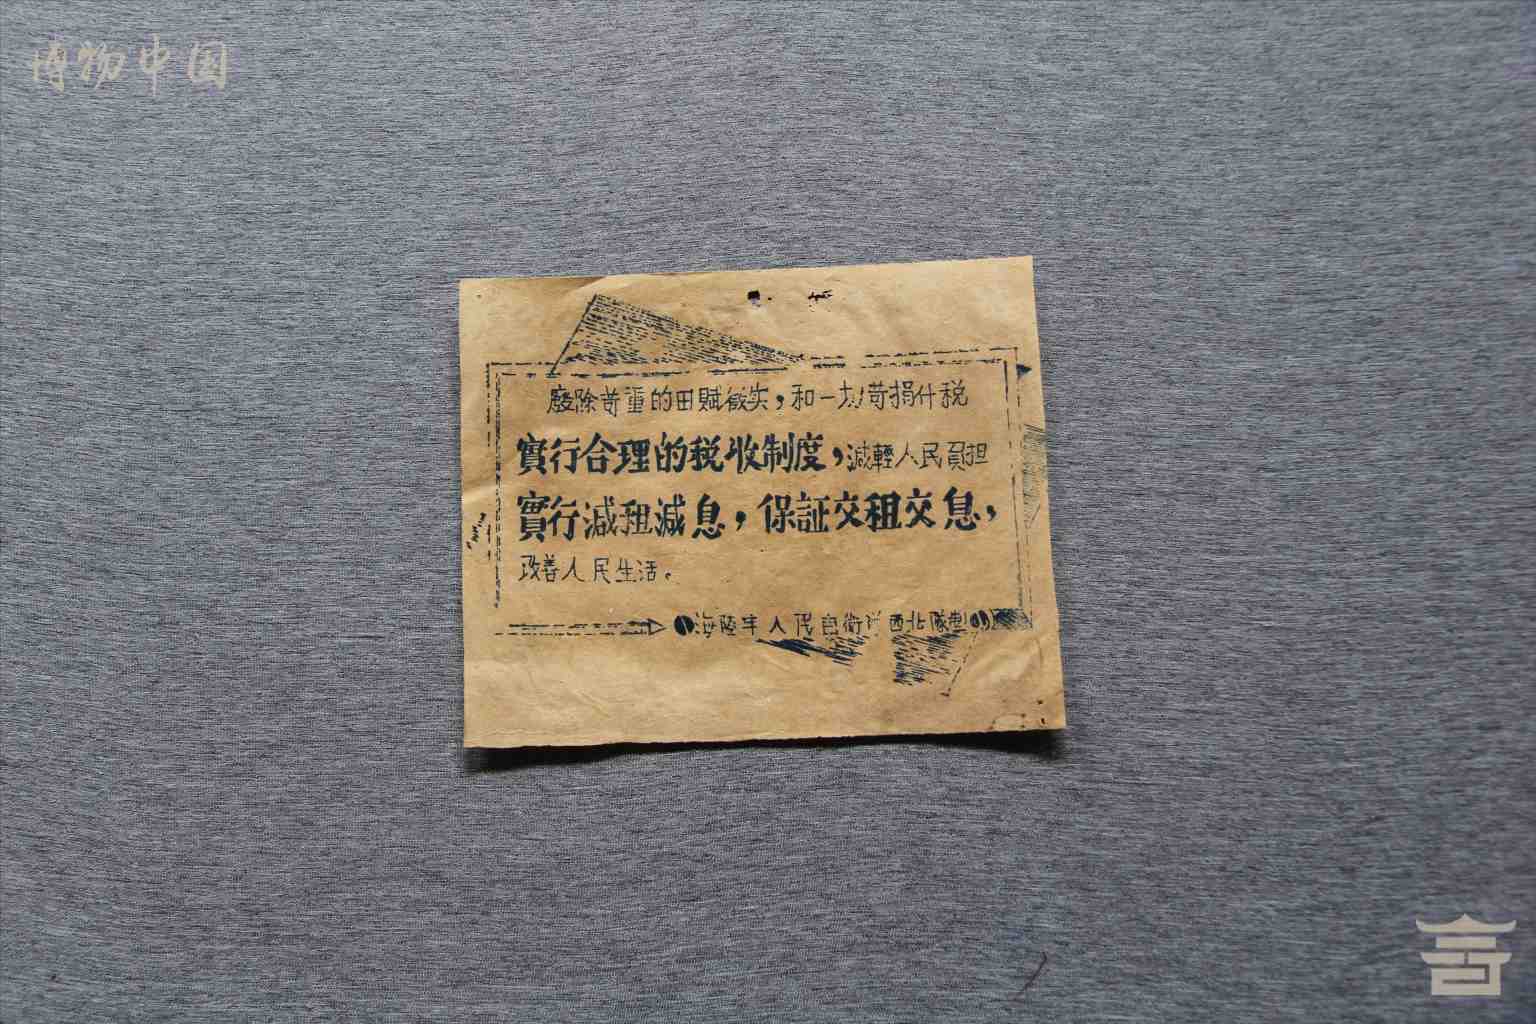 博物中国
廢除苛重的田賦徵实，和一切苛捐什税
實行合理的税收制度，減輕人民負担
實行減租減息，保証交租交息，
改善人民生活。
海陸丰人民自衛 西北隊製